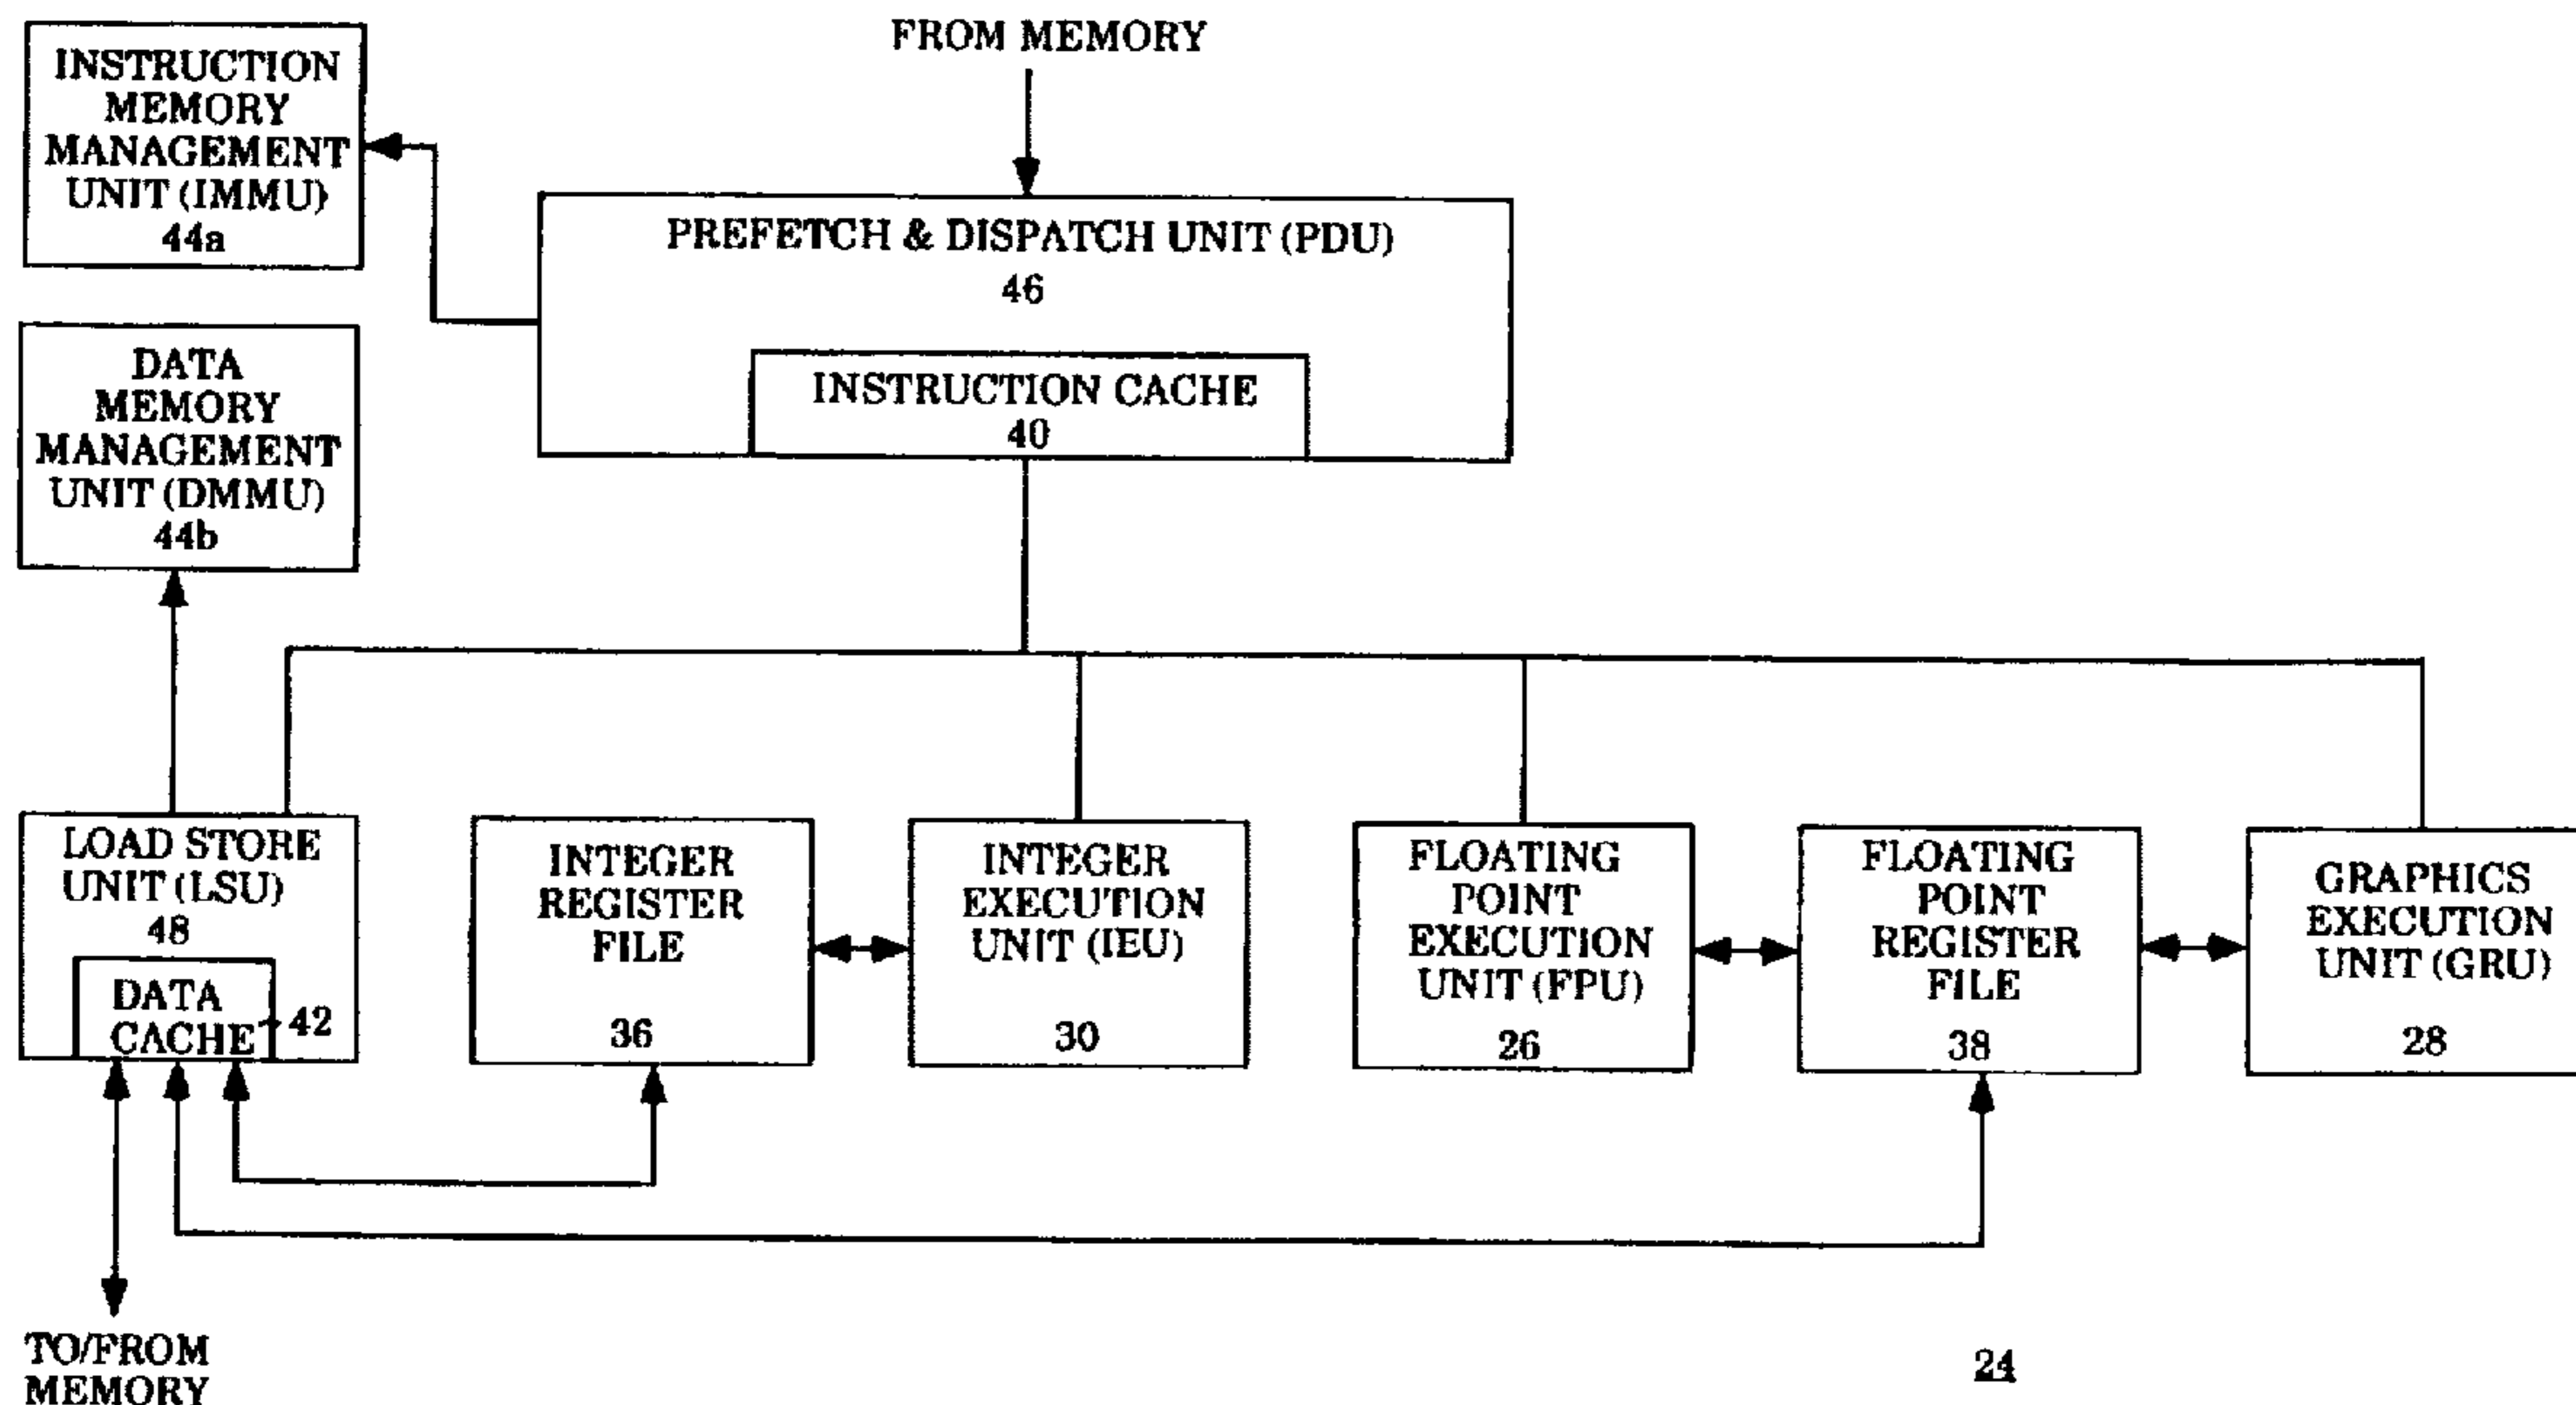 FROM MEMORY
INSTRUCTION
MEMORY
MANAGEMENT
UNIT (IMMU)
44a
PREFETCH & DISPATCH UNIT (PDU)
46
INSTRUCTION CACHE
40
DATA
MEMORY
MANAGEMENT
UNIT (DMMU)
44b
LOAD STORE
UNIT (LSU)
48
DATA
CACHE
42
INTEGER
REGISTER
FILE
36
INTEGER
EXECUTION
UNIT (IEU)
30
FLOATING
POINT
EXECUTION
UNIT (FPU)
26
FLOATING
POINT
REGISTER
FILE
38
GRAPHICS
EXECUTION
UNIT (GRU)
28
TO/FROM
MEMORY
24